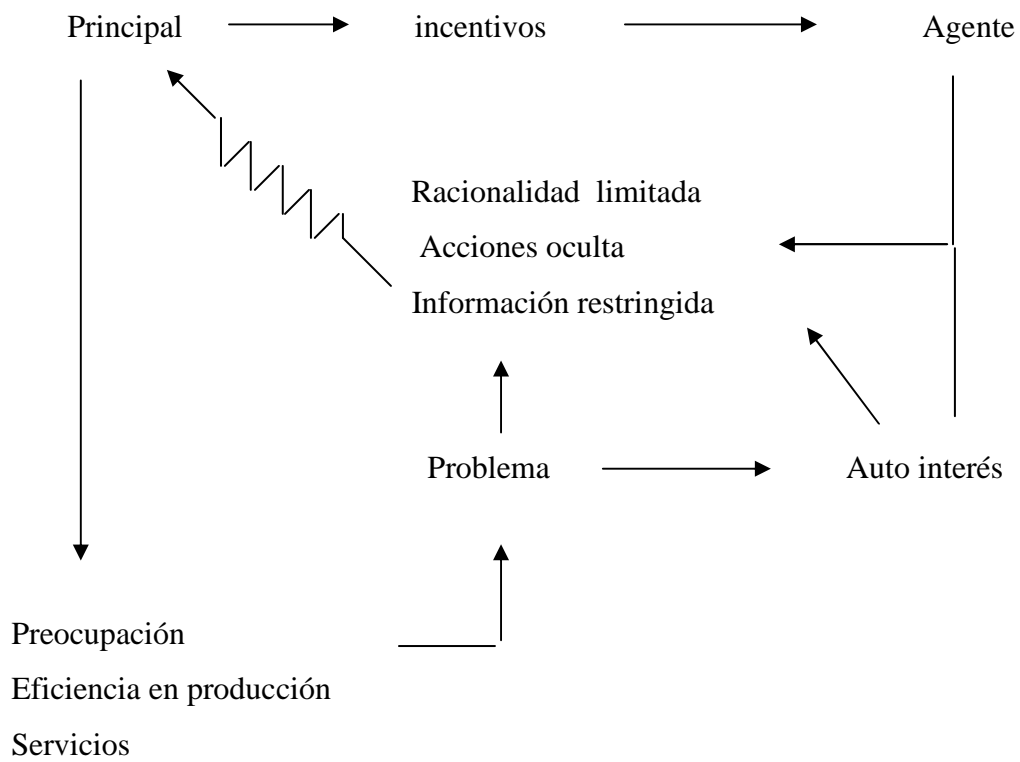 Principal incentivos Agente
Racionalidad limitada
Acciones oculta
Información restringida
Problema Auto interés
Preocupación
Eficiencia en producción
Servicios